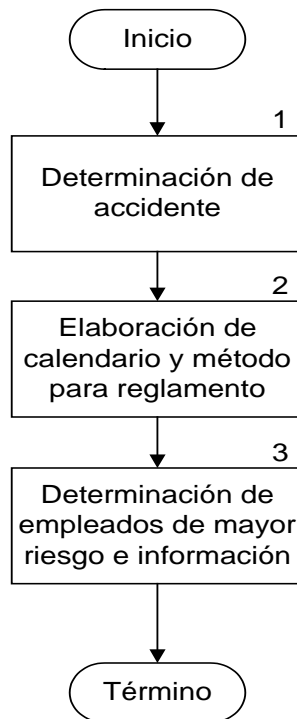 Inicio
1
Determinación de
accidente
2
Elaboración de
calendario y método
para reglamento
3
Determinación de
empleados de mayor
riesgo e información
Término